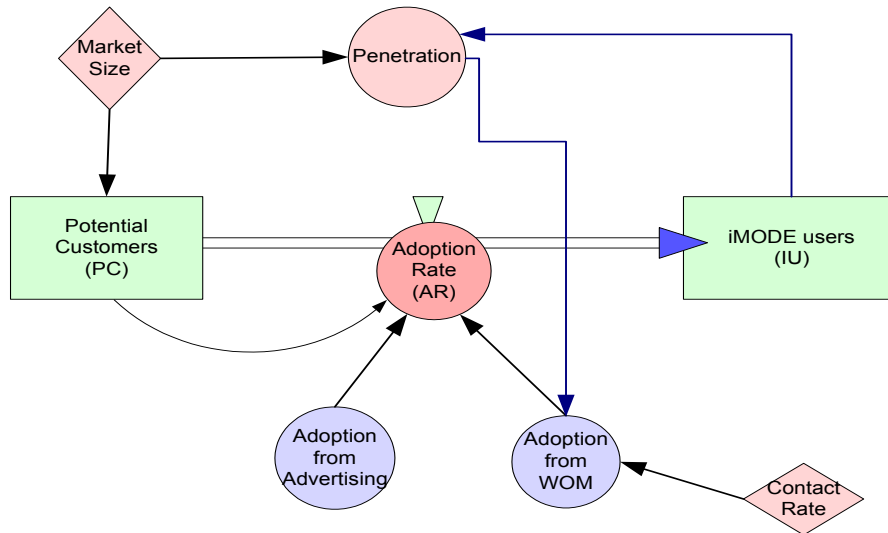 Market
Size
Penetration
Potential
Customers
(PC)
Adoption
Rate
(AR)
iMODE users
(IU)
Adoption
from
Advertising
Adoption
from
WOM
Contact
Rate